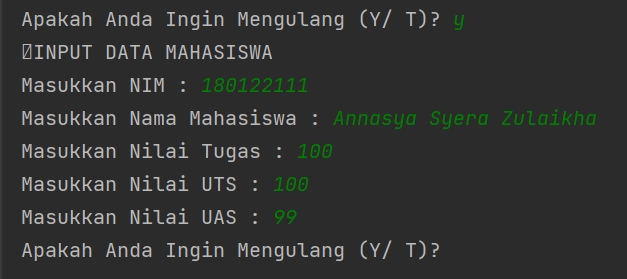 Apakah Anda Ingin Mengulang (Y/ T)? y
INPUT DATA MAHASISWA
Masukkan NIM : 180122111
Masukkan Nama Mahasiswa : Annasya Syera Zulaikha
Masukkan Nilai Tugas : 100
Masukkan Nilai UTS : 100
Masukkan Nilai UAS : 99
Apakah Anda Ingin Mengulang (Y/ T)?